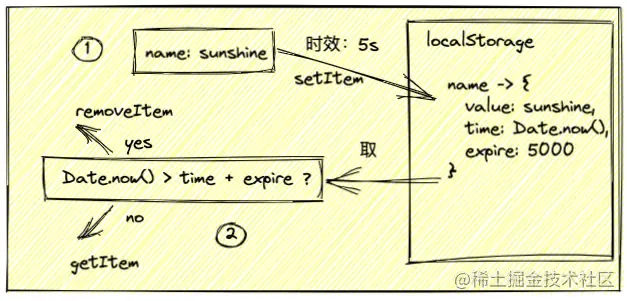 ①
name: sunshine
时效：5s
setItem
localStorage
name -> {
value: sunshine,
time: Date.now(),
expire: 5000
}
removeItem
yes
取
Date.now() > time + expire ?
no
②
getItem
@稀土掘金技术社区